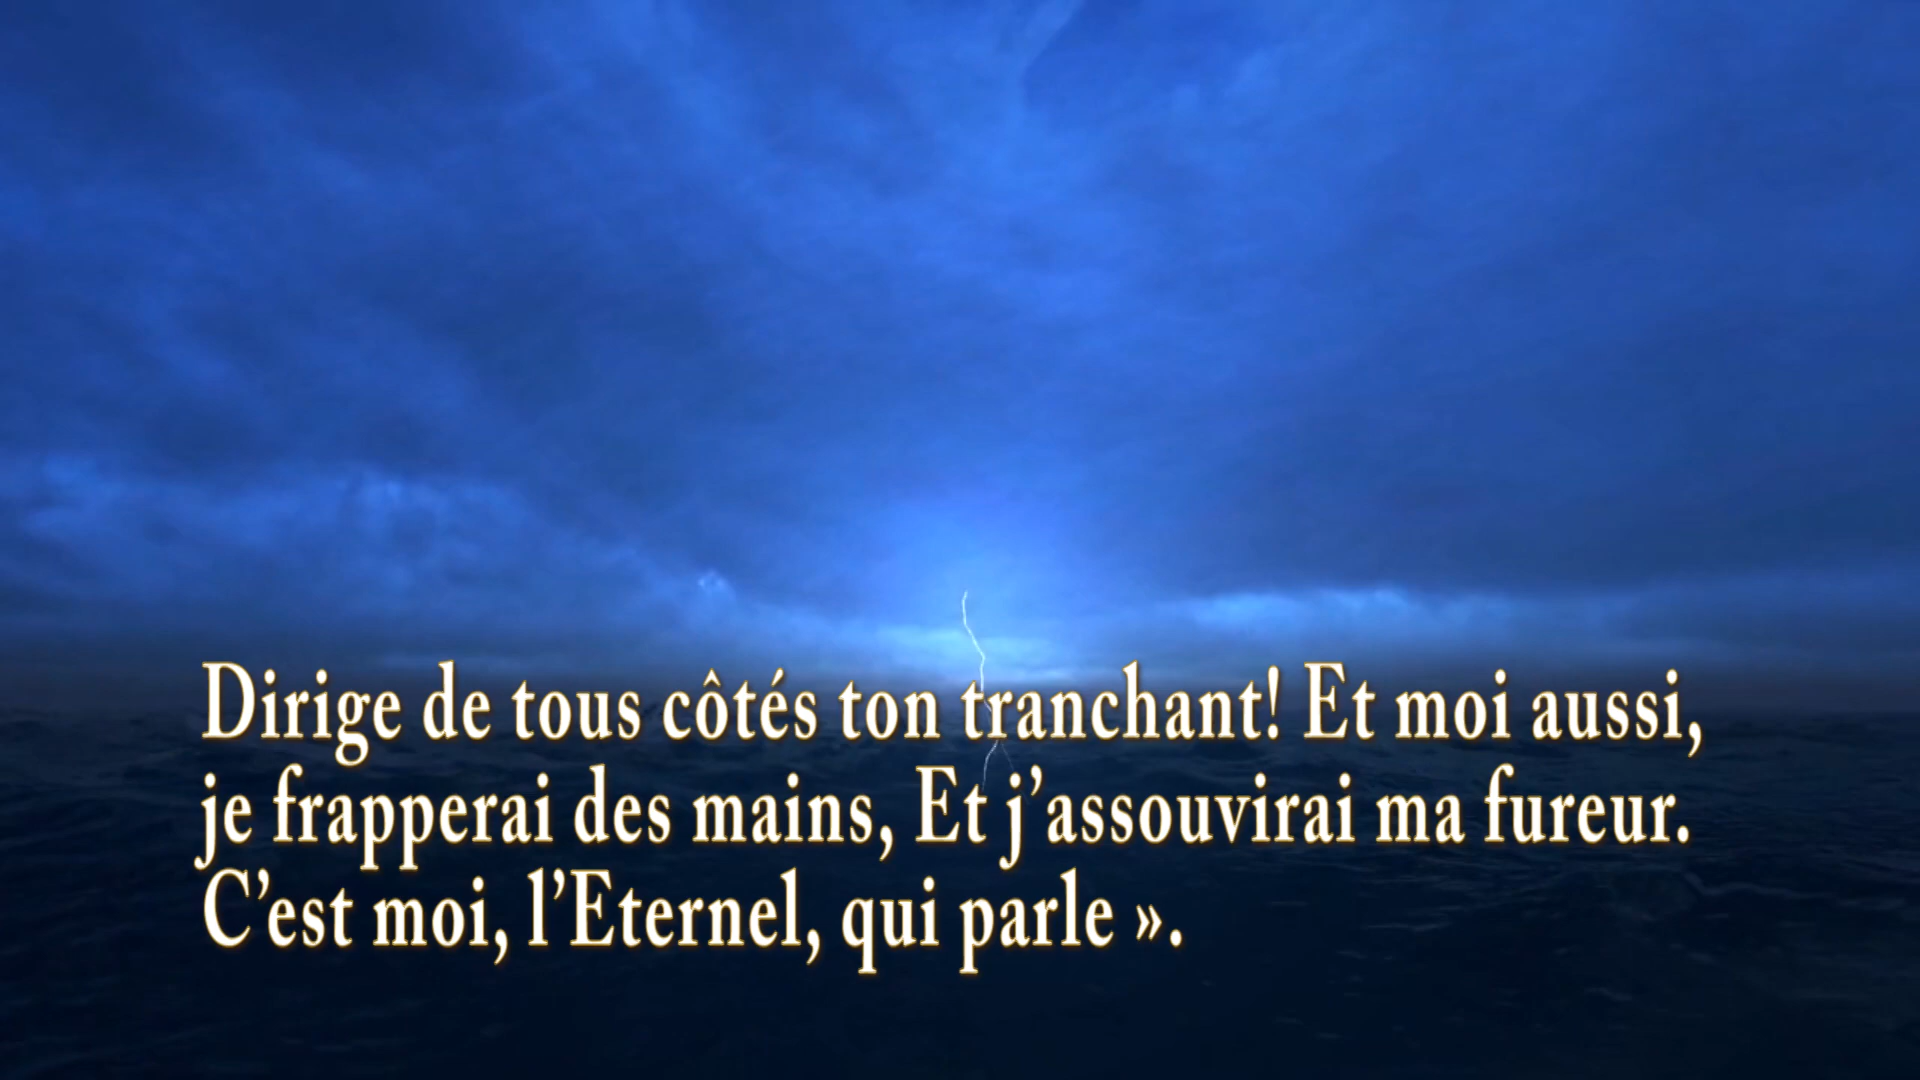 Dirige de tous côtés ton tranchant! Et moi aussi,
je frapperai des mains, Et j’assouvirai ma fureur.
C’est moi, l’Eternel, qui parle ».